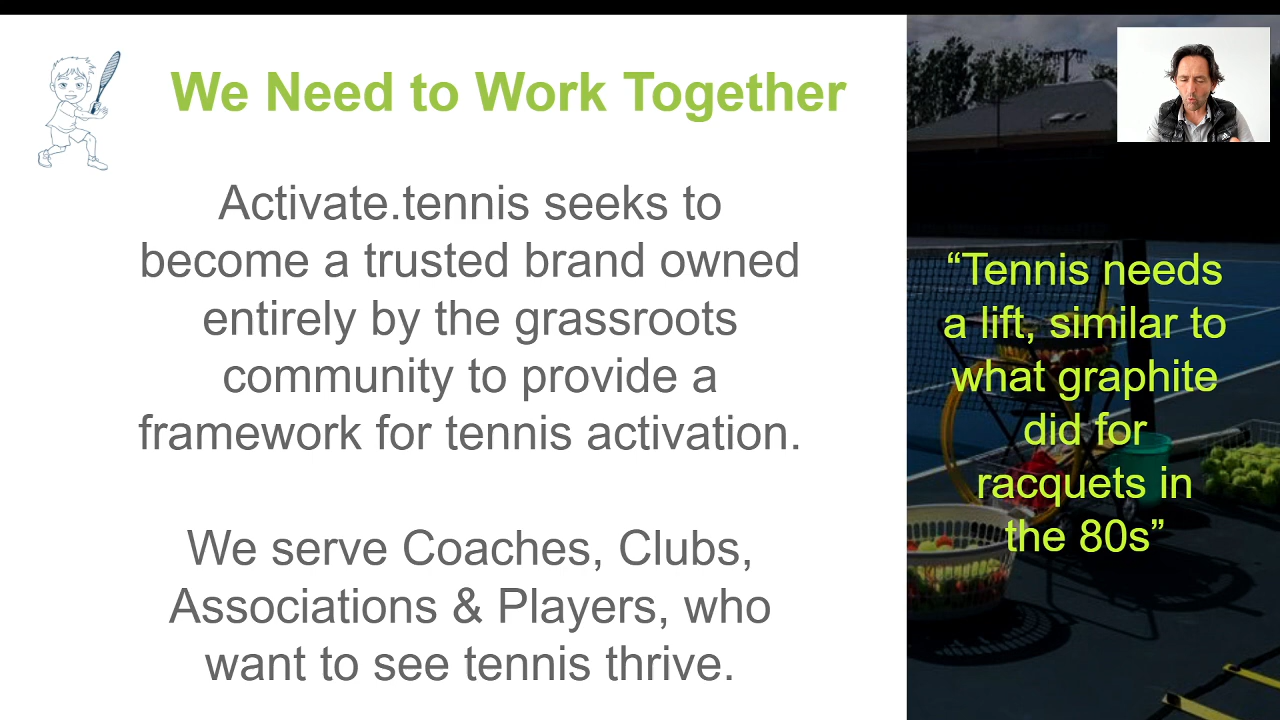 We Need to Work Together
Activate.tennis seeks to
become a trusted brand owned
entirely by the grassroots
community to provide a
framework for tennis activation.
We serve Coaches, Clubs,
Associations & Players, who
want to see tennis thrive.
“Tennis needs
a lift, similar to
what graphite
did for
racquets in
the 80s”